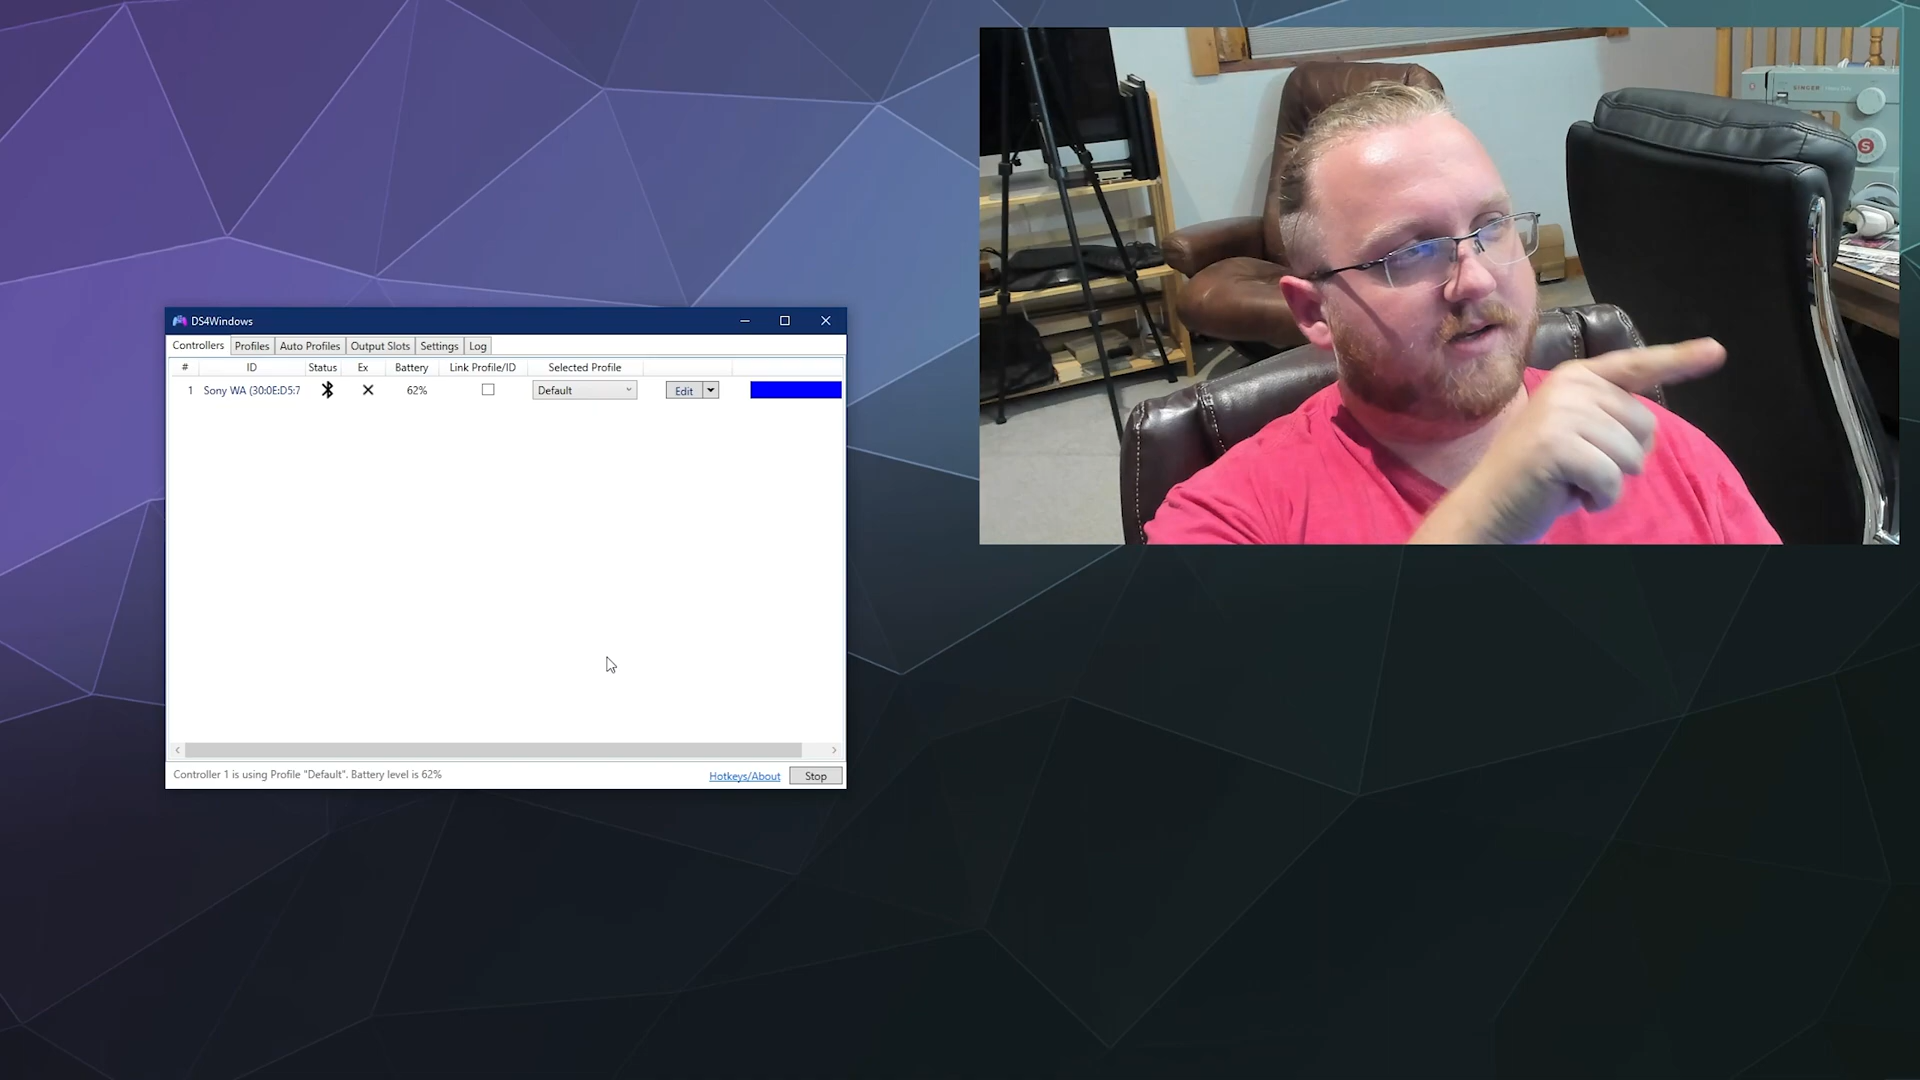 DS4Windows
Controllers Profiles Auto Profiles Output Slots Settings Log
# ID Status Ex Battery Link Profile/ID Selected Profile
1 Sony WA (30:0E:D5:7 62% Default Edit
Controller 1 is using Profile "Default". Battery level is 62% Hotkeys/About Stop
SINGER
S